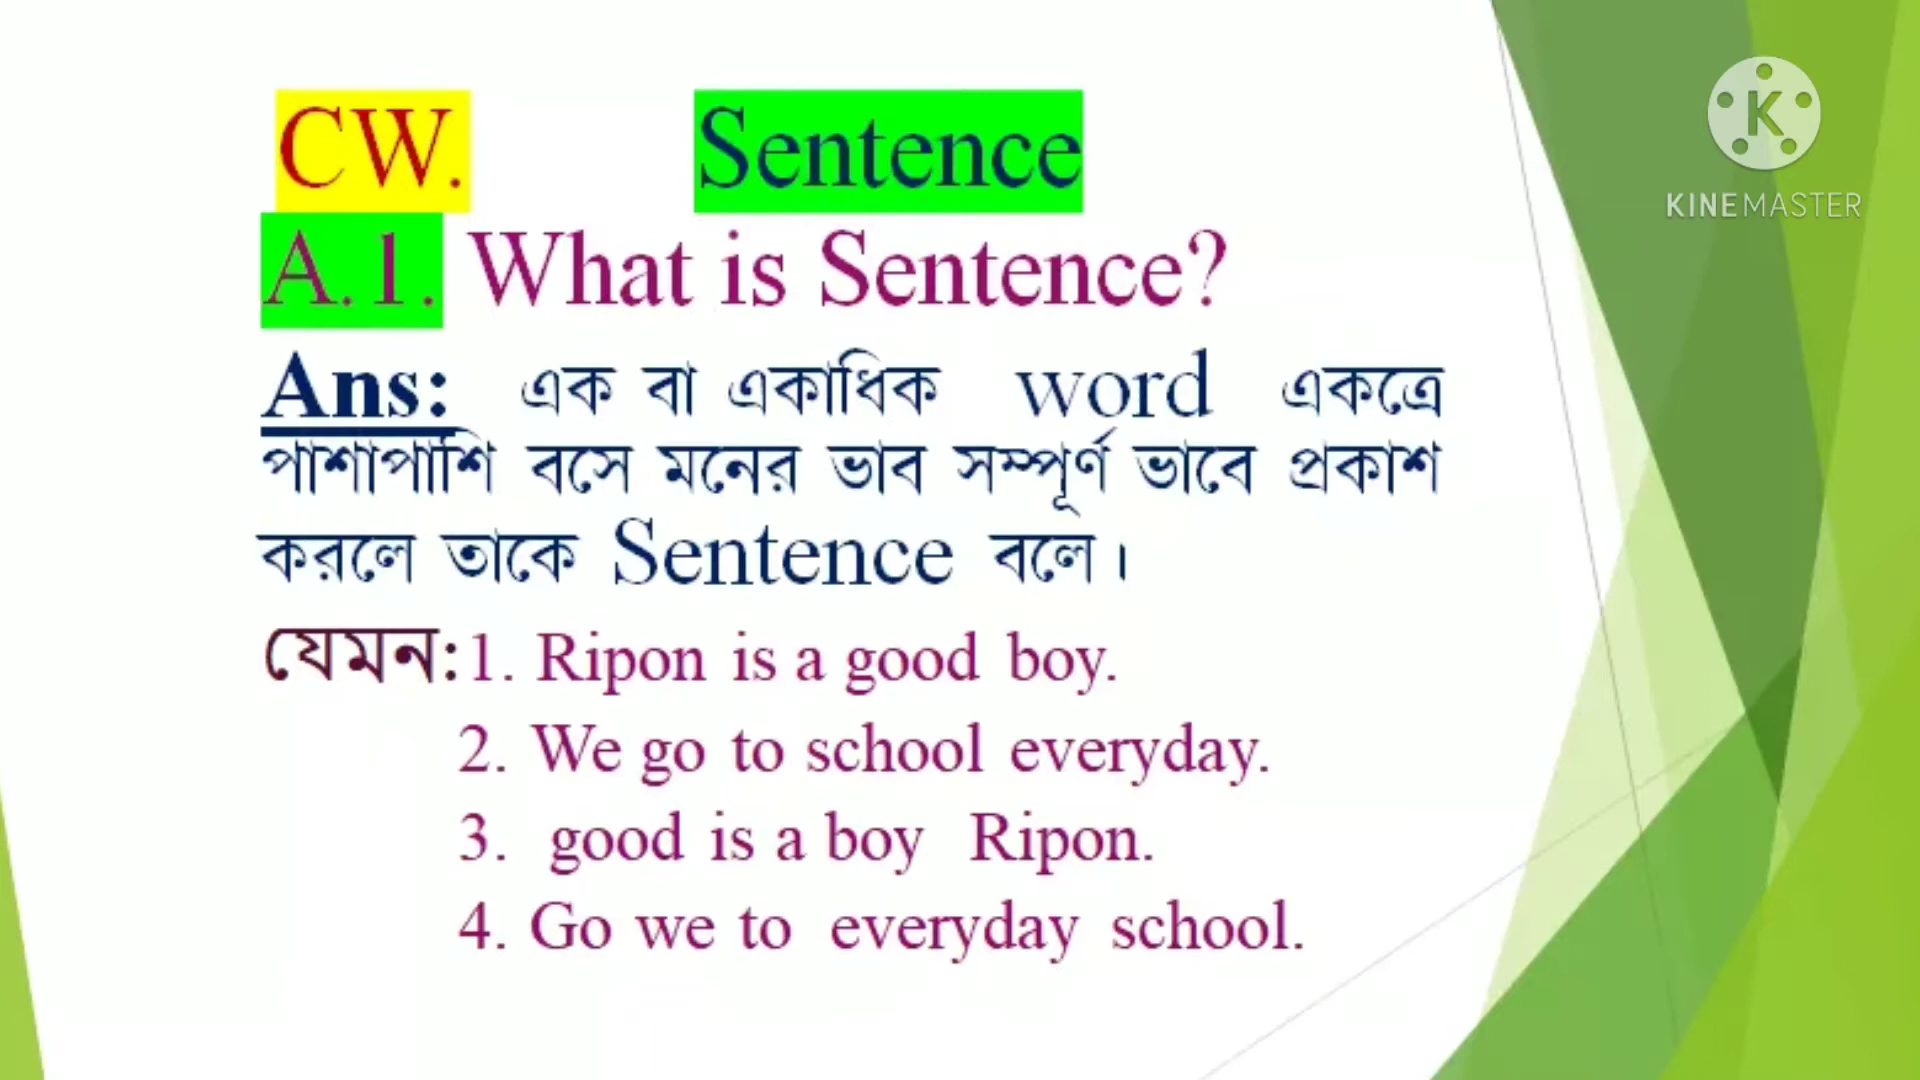 CW. Sentence
A.1. What is Sentence?
Ans: এক বা একাধিক word একত্রে
পাশাপাশি বসে মনের ভাব সম্পূর্ণ ভাবে প্রকাশ
করলে তাকে Sentence বলে।
যেমন:1. Ripon is a good boy.
2. We go to school everyday.
3. good is a boy Ripon.
4. Go we to everyday school.
K
KINEMASTER